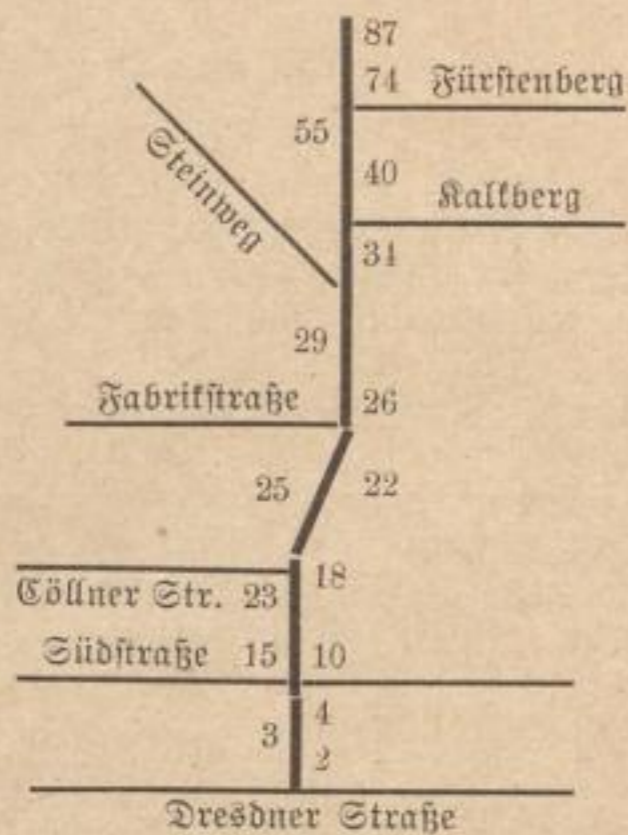 87
74 Fürstenberg
55
40
Steinweg
Kalkberg
31
29
Fabrikstraße 26
25 22
18
Cöllner Str. 23
Südstraße 15 10
4
3
2
Dresdner Straße